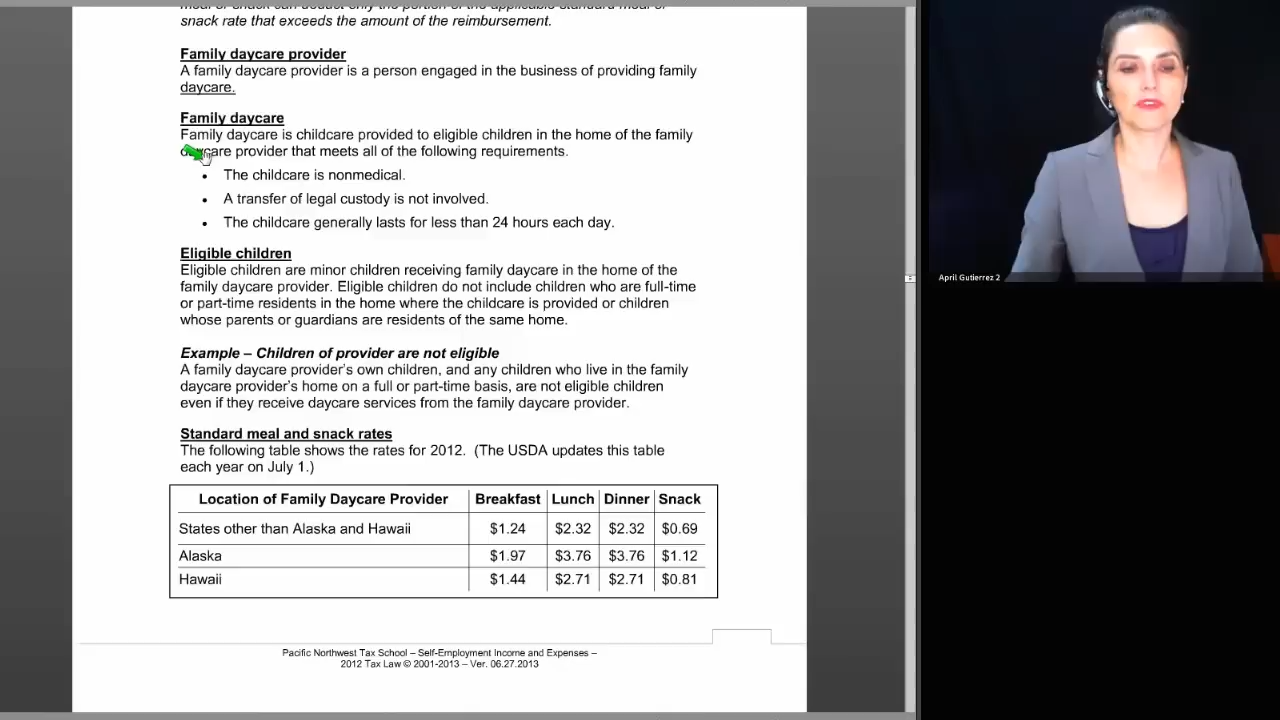 snack rate that exceeds the amount of the reimbursement.
Family daycare provider
A family daycare provider is a person engaged in the business of providing family
daycare.
Family daycare
Family daycare is childcare provided to eligible children in the home of the family
daycare provider that meets all of the following requirements.
• The childcare is nonmedical.
• A transfer of legal custody is not involved.
• The childcare generally lasts for less than 24 hours each day.
Eligible children
Eligible children are minor children receiving family daycare in the home of the
family daycare provider. Eligible children do not include children who are full-time
or part-time residents in the home where the childcare is provided or children
whose parents or guardians are residents of the same home.
Example – Children of provider are not eligible
A family daycare provider's own children, and any children who live in the family
daycare provider's home on a full or part-time basis, are not eligible children
even if they receive daycare services from the family daycare provider.
Standard meal and snack rates
The following table shows the rates for 2012. (The USDA updates this table
each year on July 1.)
Location of Family Daycare Provider Breakfast Lunch Dinner Snack
States other than Alaska and Hawaii $1.24 $2.32 $2.32 $0.69
Alaska $1.97 $3.76 $3.76 $1.12
Hawaii $1.44 $2.71 $2.71 $0.81
Pacific Northwest Tax School – Self-Employment Income and Expenses –
2012 Tax Law © 2001-2013 – Ver. 06.27.2013
April Gutierrez 2